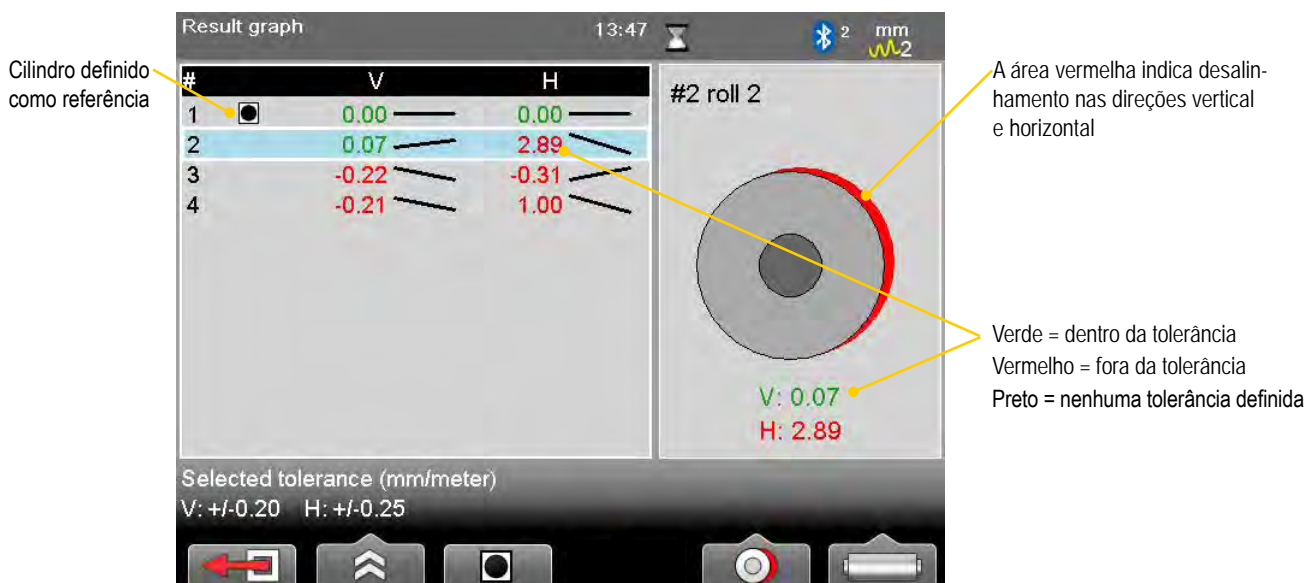 Result graph 13:47 2 mm
2
Cilindro definido
como referência
# V H
1 0.00 0.00
2 0.07 2.89
3 -0.22 -0.31
4 -0.21 1.00
#2 roll 2
V: 0.07
H: 2.89
A área vermelha indica desalin-
hamento nas direções vertical
e horizontal
Verde = dentro da tolerância
Vermelho = fora da tolerância
Preto = nenhuma tolerância definida
Selected tolerance (mm/meter)
V: +/-0.20 H: +/-0.25